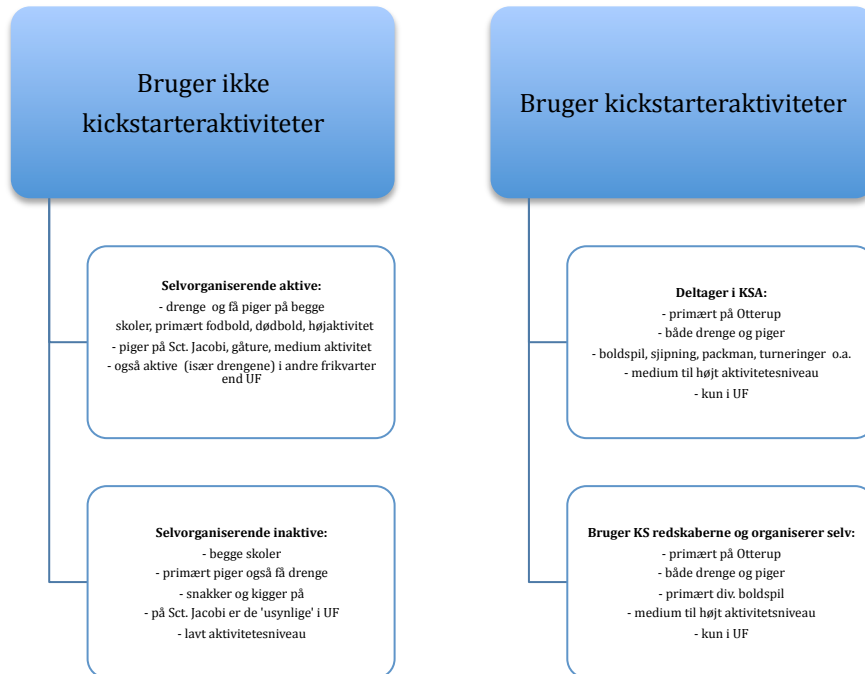 Bruger ikke
kickstarteraktiviteter
Selvorganiserende aktive:
- drenge og få piger på begge
skoler, primært fodbold, dødbold, højaktivitet
- piger på Sct. Jacobi, gåture, medium aktivitet
- også aktive (især drengene) i andre frikvarter
end UF
Selvorganiserende inaktive:
- begge skoler
- primært piger også få drenge
- snakker og kigger på
- på Sct. Jacobi er de 'usynlige' i UF
- lavt aktivitetesniveau
Bruger kickstarteraktiviteter
Deltager i KSA:
- primært på Otterup
- både drenge og piger
- boldspil, sjipning, packman, turneringer o.a.
- medium til højt aktivitetesniveau
- kun i UF
Bruger KS redskaberne og organiserer selv:
- primært på Otterup
- både drenge og piger
- primært div. boldspil
- medium til højt aktivitetsniveau
- kun i UF